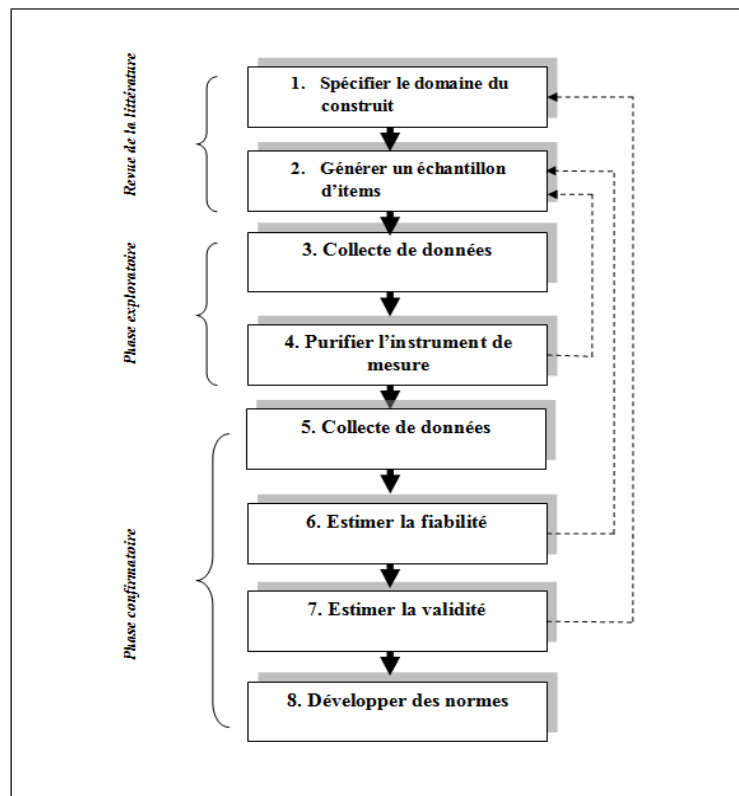 Revue de la littérature
1. Spécifier le domaine du
construit
2. Générer un échantillon
d'items
Phase exploratoire
3. Collecte de données
4. Purifier l'instrument de
mesure
Phase confirmatoire
5. Collecte de données
6. Estimer la fiabilité
7. Estimer la validité
8. Développer des normes